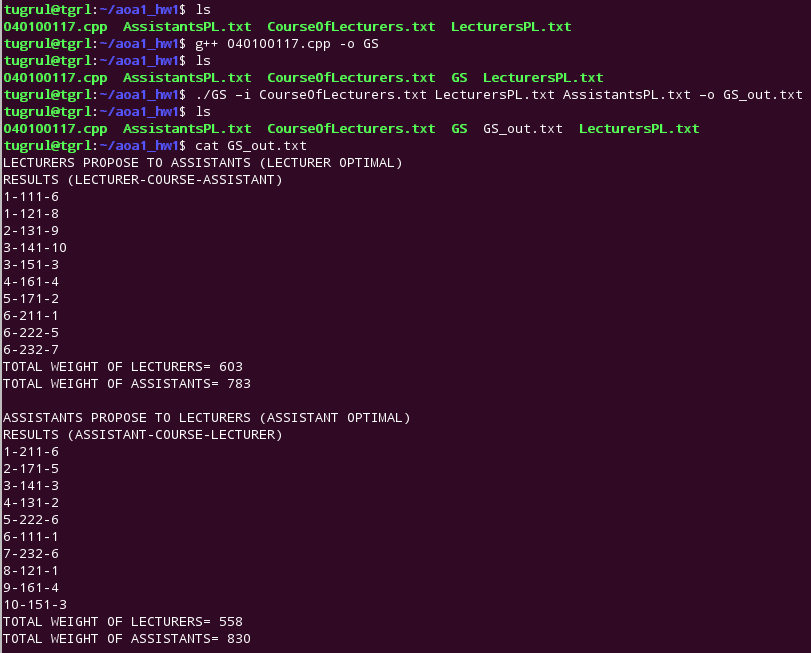 tugrul@tgrl:~/aoa1_hw1$ ls
040100117.cpp  AssistantsPL.txt  CourseOfLecturers.txt  LecturersPL.txt
tugrul@tgrl:~/aoa1_hw1$ g++ 040100117.cpp -o GS
tugrul@tgrl:~/aoa1_hw1$ ls
040100117.cpp  AssistantsPL.txt  CourseOfLecturers.txt  GS  LecturersPL.txt
tugrul@tgrl:~/aoa1_hw1$ ./GS –i CourseOfLecturers.txt LecturersPL.txt AssistantsPL.txt –o GS_out.txt
tugrul@tgrl:~/aoa1_hw1$ ls
040100117.cpp  AssistantsPL.txt  CourseOfLecturers.txt  GS  GS_out.txt  LecturersPL.txt
tugrul@tgrl:~/aoa1_hw1$ cat GS_out.txt
LECTURERS PROPOSE TO ASSISTANTS (LECTURER OPTIMAL)
RESULTS (LECTURER-COURSE-ASSISTANT)
1-111-6
1-121-8
2-131-9
3-141-10
3-151-3
4-161-4
5-171-2
6-211-1
6-222-5
6-232-7
TOTAL WEIGHT OF LECTURERS= 603
TOTAL WEIGHT OF ASSISTANTS= 783

ASSISTANTS PROPOSE TO LECTURERS (ASSISTANT OPTIMAL)
RESULTS (ASSISTANT-COURSE-LECTURER)
1-211-6
2-171-5
3-141-3
4-131-2
5-222-6
6-111-1
7-232-6
8-121-1
9-161-4
10-151-3
TOTAL WEIGHT OF LECTURERS= 558
TOTAL WEIGHT OF ASSISTANTS= 830